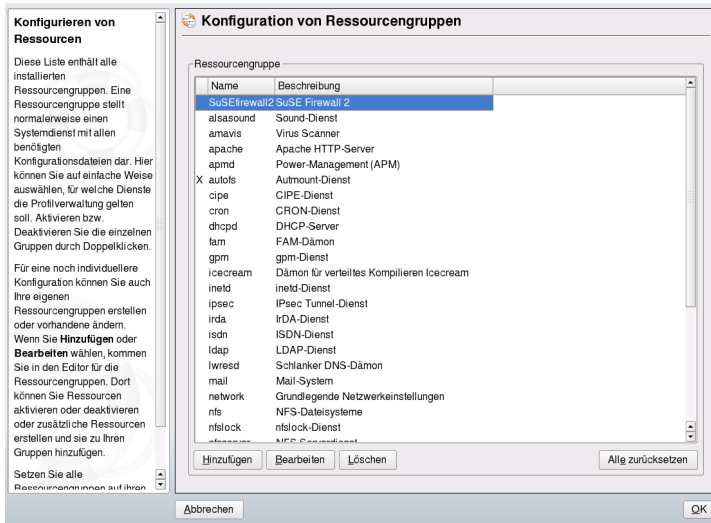 Konfigurieren von
Ressourcen
Diese Liste enthält alle
installierten
Ressourcengruppen. Eine
Ressourcengruppe stellt
normalerweise einen
Systemdienst mit allen
benötigten
Konfigurationsdateien dar. Hier
können Sie auf einfache Weise
auswählen, für welche Dienste
die Profilverwaltung gelten
soll. Aktivieren bzw.
Deaktivieren Sie die einzelnen
Gruppen durch Doppelklicken.
Für eine noch individuellere
Konfiguration können Sie auch
Ihre eigenen
Ressourcengruppen erstellen
oder vorhandene ändern.
Wenn Sie Hinzufügen oder
Bearbeiten wählen, kommen
Sie in den Editor für die
Ressourcengruppen. Dort
können Sie Ressourcen
aktivieren oder deaktivieren
oder zusätzliche Ressourcen
erstellen und sie zu Ihren
Gruppen hinzufügen.
Setzen Sie alle
Ressourcengruppen auf ihren
Konfiguration von Ressourcengruppen
Ressourcengruppe
Name Beschreibung
SuSEfirewall2 SuSE Firewall 2
alsasound Sound-Dienst
amavis Virus Scanner
apache Apache HTTP-Server
apmd Power-Management (APM)
X autofs Autmount-Dienst
cipe CIPE-Dienst
cron CRON-Dienst
dhcpd DHCP-Server
fam FAM-Dämon
gpm gpm-Dienst
icecream Dämon für verteiltes Kompilieren Icecream
inetd inetd-Dienst
ipsec IPsec Tunnel-Dienst
irda IrDA-Dienst
isdn ISDN-Dienst
ldap LDAP-Dienst
lwresd Schlanker DNS-Dämon
mail Mail-System
network Grundlegende Netzwerkeinstellungen
nfs NFS-Dateisysteme
nfslock nfslock-Dienst
nfsserver NFS-Serverdienst
Hinzufügen Bearbeiten Löschen Alle zurücksetzen
Abbrechen OK